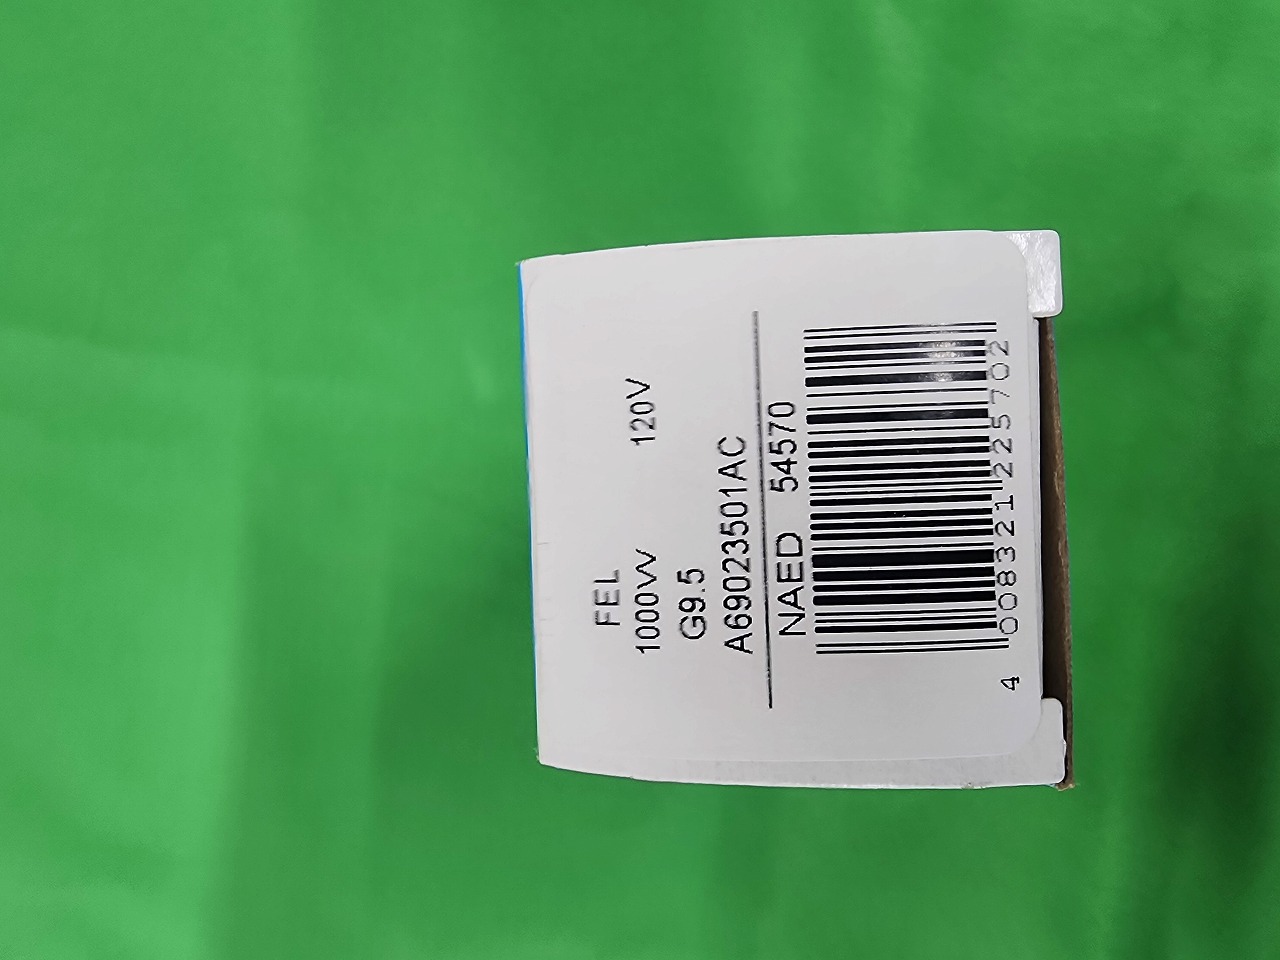 FEL
1000W 120V
G9.5
A69023501AC
NAED 54570
4 008321 225702